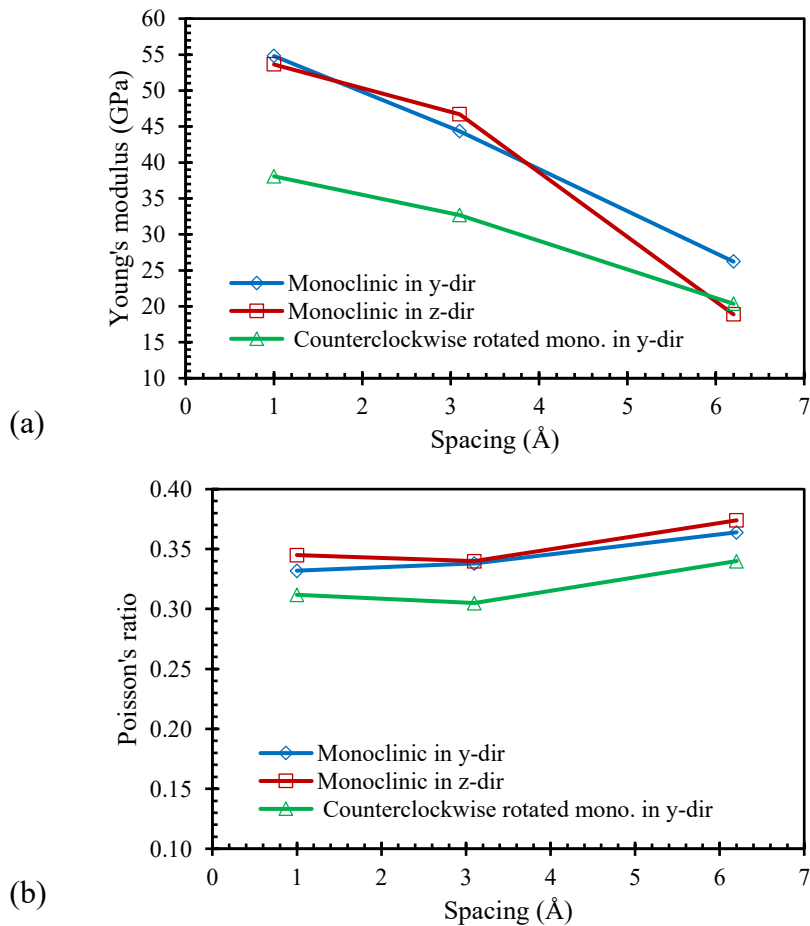 60
55
50
45
40
35
30
25
20
15
10
Young's modulus (GPa)
Monoclinic in y-dir
Monoclinic in z-dir
Counterclockwise rotated mono. in y-dir
0 1 2 3 4 5 6 7
Spacing (Å)
(a)
0.40
0.35
0.30
0.25
0.20
0.15
0.10
Poisson's ratio
Monoclinic in y-dir
Monoclinic in z-dir
Counterclockwise rotated mono. in y-dir
0 1 2 3 4 5 6 7
Spacing (Å)
(b)